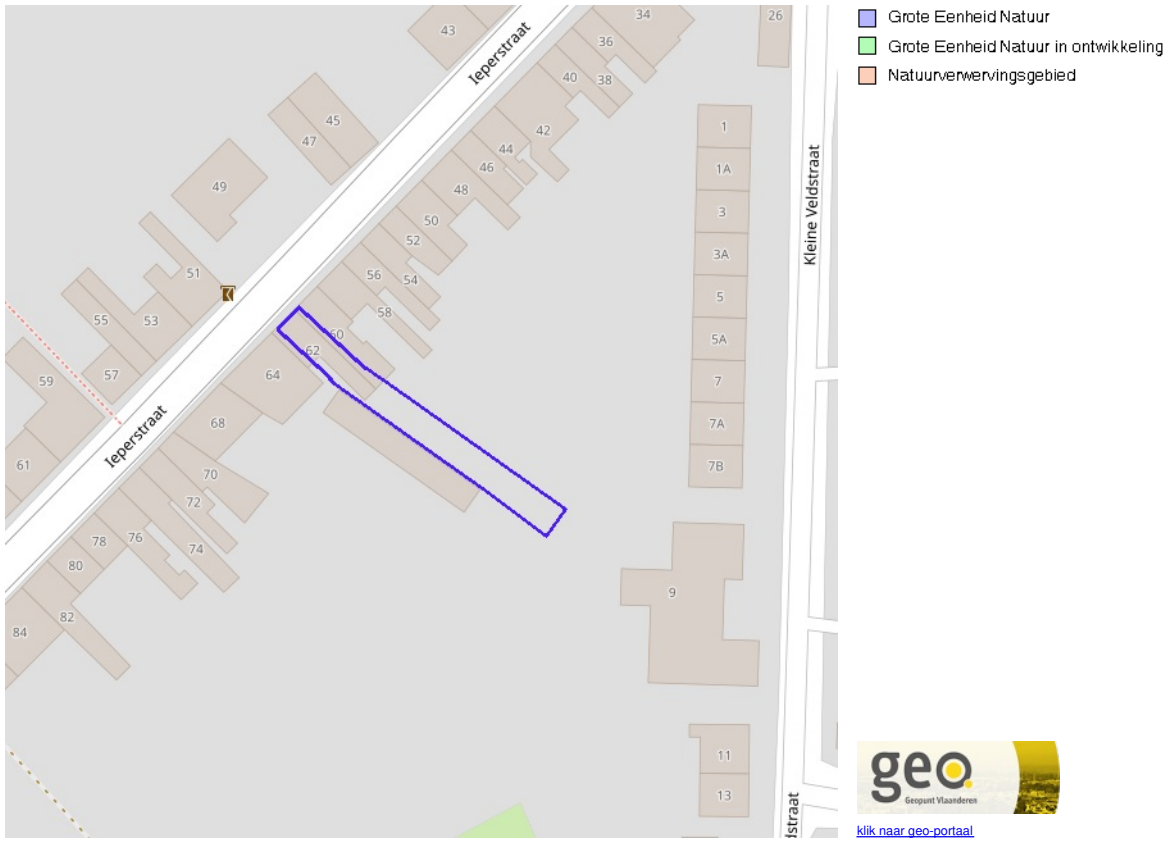 Grote Eenheid Natuur
Grote Eenheid Natuur in ontwikkeling
Natuurverwervingsgebied
43
34
26
Ieperstraat
36
40
38
45
47
42
44
46
1
1A
49
48
50
3
Kleine Veldstraat
52
3A
51
56
54
5
55
53
58
60
5A
62
57
64
59
7
68
7A
Ieperstraat
61
70
7B
72
78
76
74
80
9
82
84
11
13
dstraat
geo
Geopunt Vlaanderen
klik naar geo-portaal